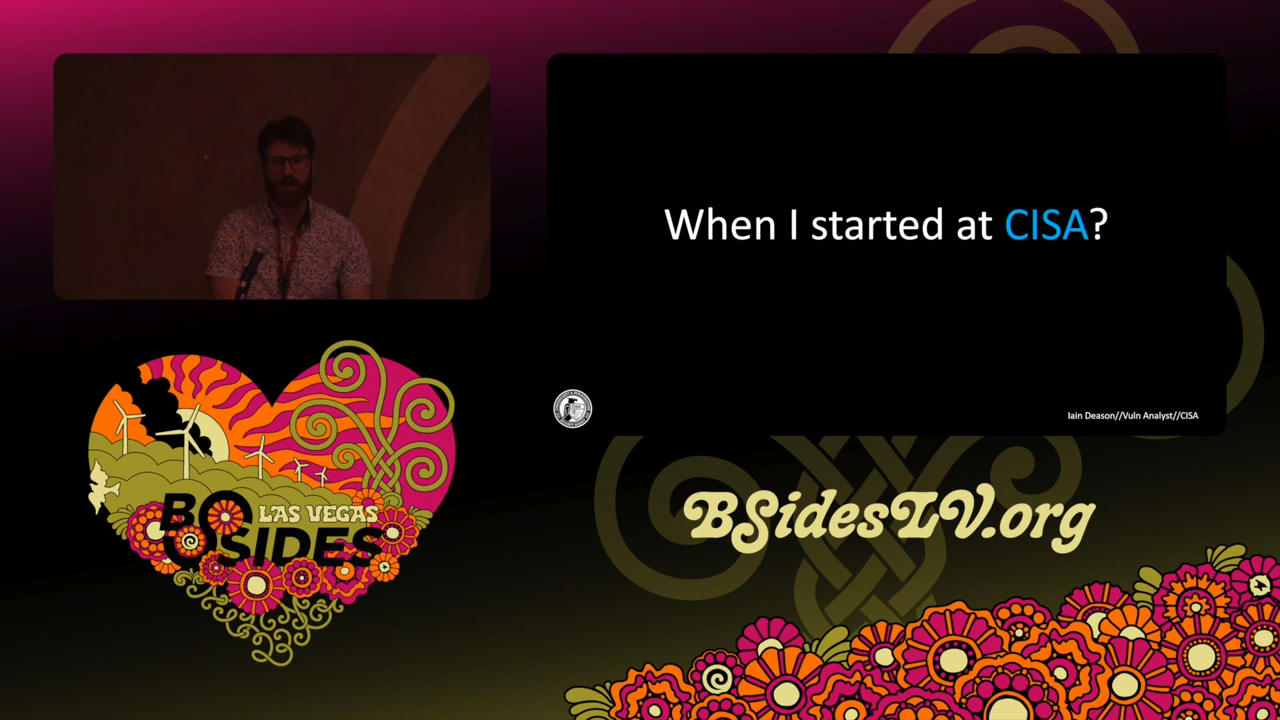 When I started at CISA?
Iain Deason//Vuln Analyst//CISA
BSIDES
LAS VEGAS
BSidesLV.org